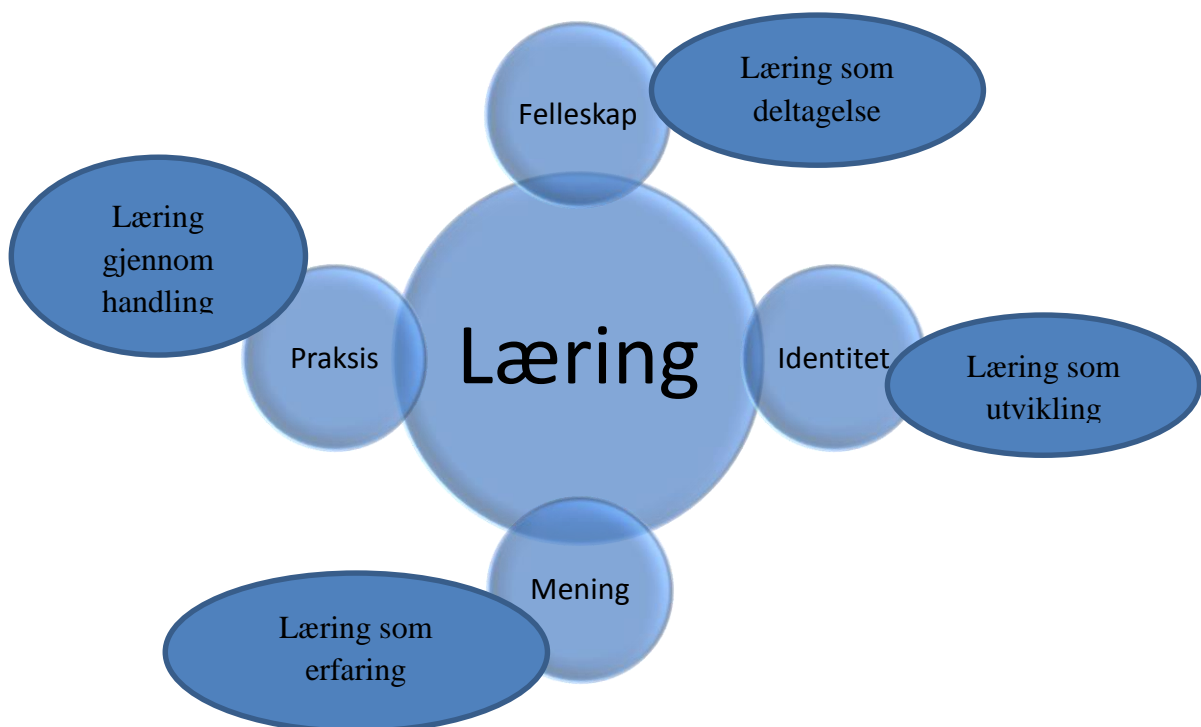 Felleskap
Læring som
deltagelse
Læring
gjennom
handling
Praksis
Læring
Identitet
Læring som
utvikling
Mening
Læring som
erfaring